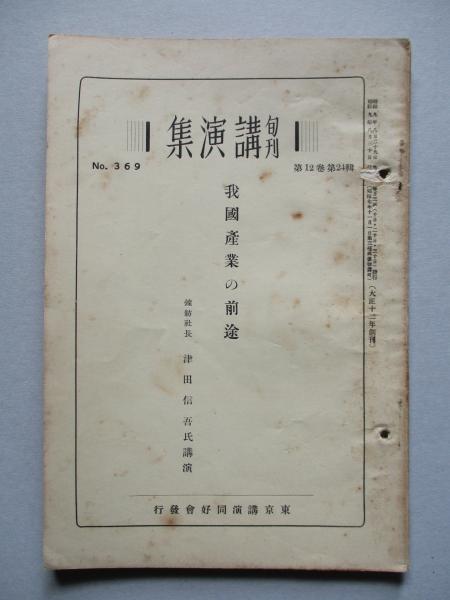 旬刊 講演集
第12卷第24輯
No. 369
我國產業の前途
鐘紡社長 津田信吾氏講演
東京講演同好會發行
(大正十二年創刊)